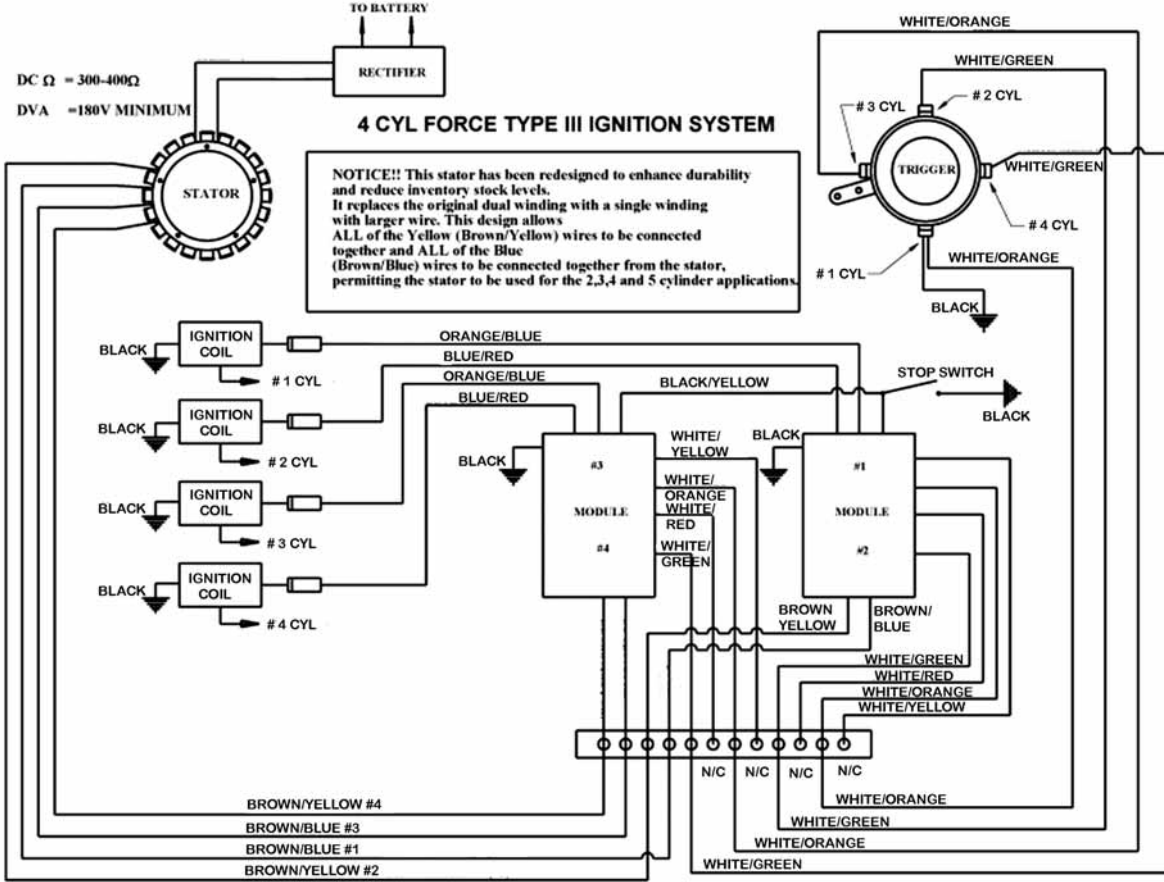 TO BATTERY
RECTIFIER
DC Ω = 300-400Ω
DVA =180V MINIMUM
STATOR
4 CYL FORCE TYPE III IGNITION SYSTEM
NOTICE!! This stator has been redesigned to enhance durability
and reduce inventory stock levels.
It replaces the original dual winding with a single winding
with larger wire. This design allows
ALL of the Yellow (Brown/Yellow) wires to be connected
together and ALL of the Blue
(Brown/Blue) wires to be connected together from the stator,
permitting the stator to be used for the 2,3,4 and 5 cylinder applications.
WHITE/ORANGE
WHITE/GREEN
# 2 CYL
# 3 CYL
TRIGGER
WHITE/GREEN
# 4 CYL
WHITE/ORANGE
# 1 CYL
BLACK
BLACK
IGNITION
COIL
# 1 CYL
ORANGE/BLUE
BLUE/RED
ORANGE/BLUE
BLUE/RED
BLACK
IGNITION
COIL
# 2 CYL
BLACK
IGNITION
COIL
# 3 CYL
BLACK
IGNITION
COIL
# 4 CYL
BLACK/YELLOW
STOP SWITCH
BLACK
BLACK
#3
MODULE
#4
WHITE/
YELLOW
WHITE/
ORANGE
WHITE/
RED
WHITE/
GREEN
BLACK
#1
MODULE
#2
BROWN
YELLOW
BROWN/
BLUE
WHITE/GREEN
WHITE/RED
WHITE/ORANGE
WHITE/YELLOW
N/C
N/C
N/C
N/C
BROWN/YELLOW #4
BROWN/BLUE #3
BROWN/BLUE #1
BROWN/YELLOW #2
WHITE/ORANGE
WHITE/GREEN
WHITE/ORANGE
WHITE/GREEN